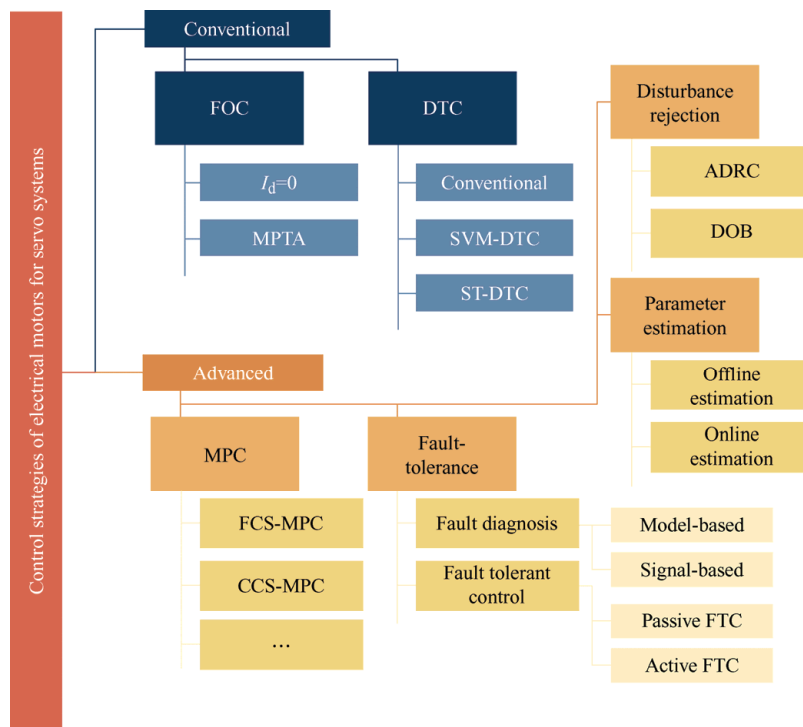 Control strategies of electrical motors for servo systems
Conventional
FOC
I_d=0
MPTA
DTC
Conventional
SVM-DTC
ST-DTC
Advanced
MPC
FCS-MPC
CCS-MPC
...
Fault-
tolerance
Fault diagnosis
Model-based
Signal-based
Fault tolerant
control
Passive FTC
Active FTC
Disturbance
rejection
ADRC
DOB
Parameter
estimation
Offline
estimation
Online
estimation